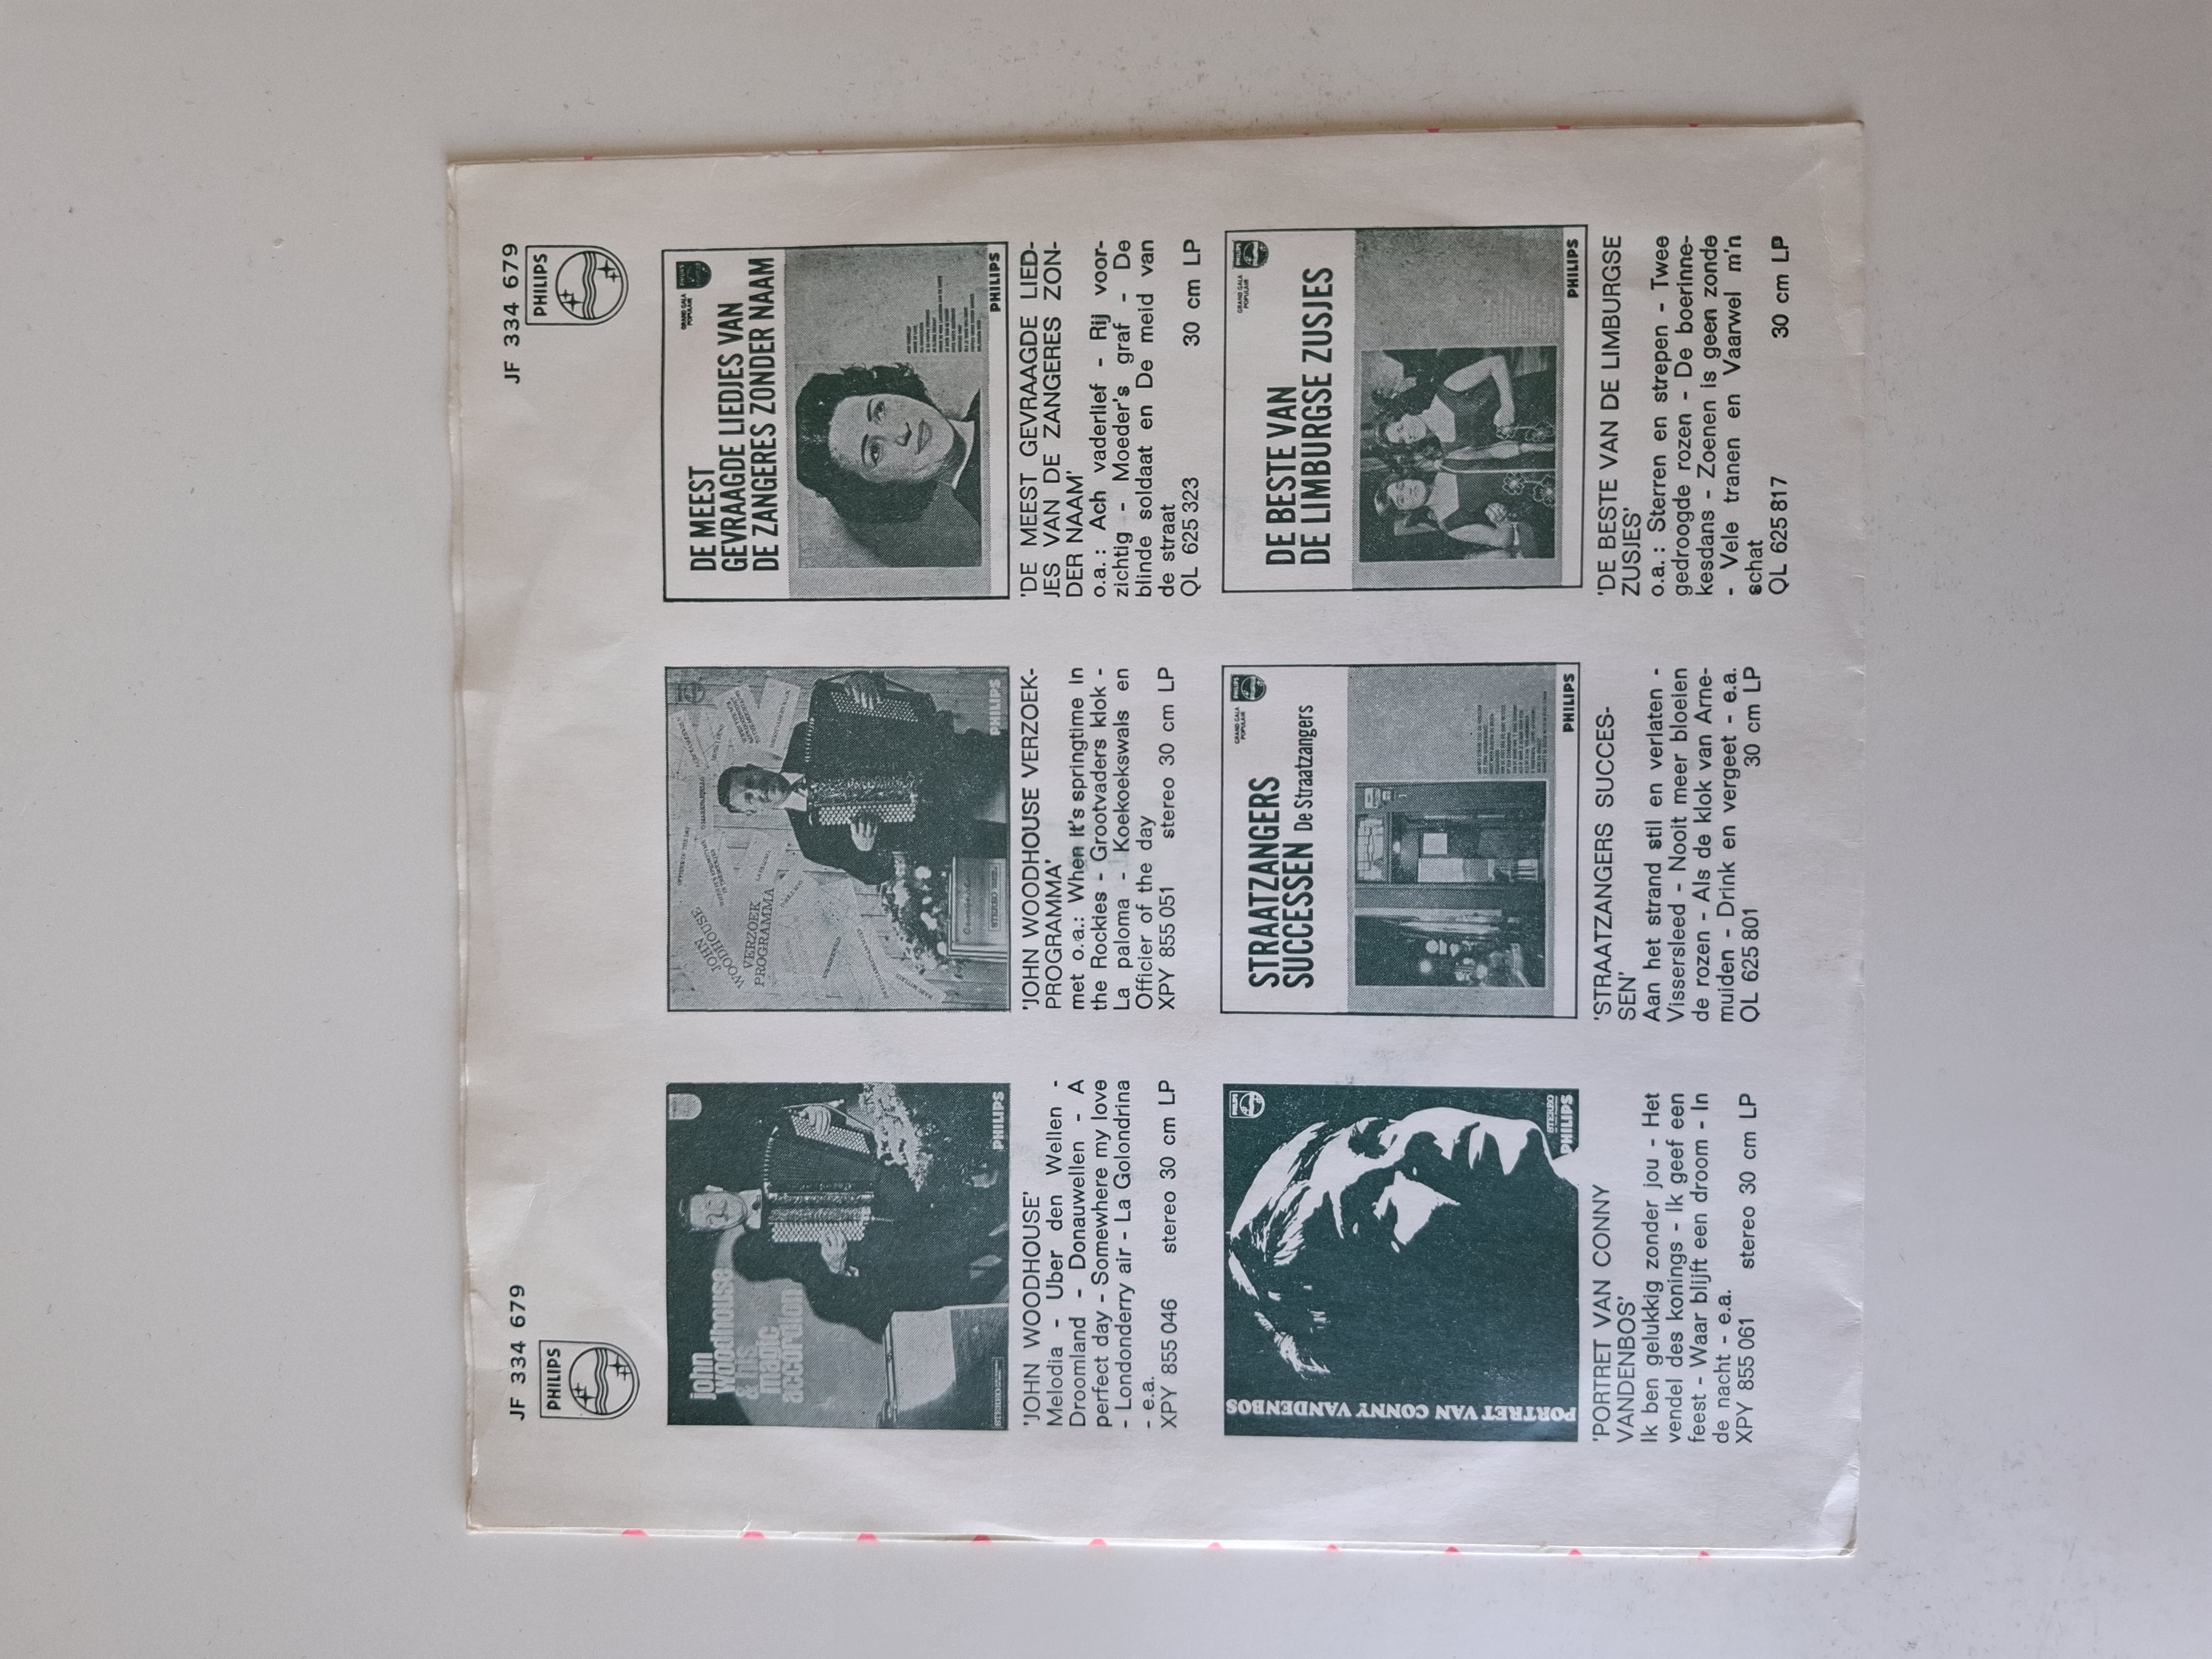 JF 334 679
PHILIPS
JF 334 679
PHILIPS
john
woodhouse
& his
magic
accordion
STEREO
PHILIPS
'JOHN WOODHOUSE'
Melodia - Uber den Wellen -
Droomland - Donauwellen - A
perfect day - Somewhere my love
- Londonderry air - La Golondrina
- e.a.
XPY 855 046 stereo 30 cm LP
JOHN
WOODHOUSE
VERZOEK
PROGRAMMA
PHILIPS
'JOHN WOODHOUSE VERZOEK-
PROGRAMMA'
met o.a.: When It's springtime In
the Rockies - Grootvaders klok -
La paloma - Koekoekswals en
Officier of the day
XPY 855 051 stereo 30 cm LP
DE MEEST
GEVRAAGDE LIEDJES VAN
DE ZANGERES ZONDER NAAM
GRAND GALA
POPULAIR
PHILIPS
'DE MEEST GEVRAAGDE LIED-
JES VAN DE ZANGERES ZON-
DER NAAM'
o.a.: Ach vaderlief - Rij voor-
zichtig - Moeder's graf - De
blinde soldaat en De meid van
de straat
QL 625 323 30 cm LP
PORTRET VAN CONNY VANDENBOS
STEREO
PHILIPS
'PORTRET VAN CONNY
VANDENBOS'
Ik ben gelukkig zonder jou - Het
vendel des konings - Ik geef een
feest - Waar blijft een droom - In
de nacht - e.a.
XPY 855 061 stereo 30 cm LP
STRAATZANGERS
SUCCESSEN De Straatzangers
GRAND GALA
POPULAIR
PHILIPS
'STRAATZANGERS SUCCES-
SEN'
Aan het strand stil en verlaten -
Vissersleed - Nooit meer bloeien
de rozen - Als de klok van Arne-
muiden - Drink en vergeet - e.a.
QL 625 801 30 cm LP
DE BESTE VAN
DE LIMBURGSE ZUSJES
GRAND GALA
POPULAIR
PHILIPS
'DE BESTE VAN DE LIMBURGSE
ZUSJES'
o.a.: Sterren en strepen - Twee
gedroogde rozen - De boerinne-
kesdans - Zoenen is geen zonde
- Vele tranen en Vaarwel m'n
schat
QL 625 817 30 cm LP